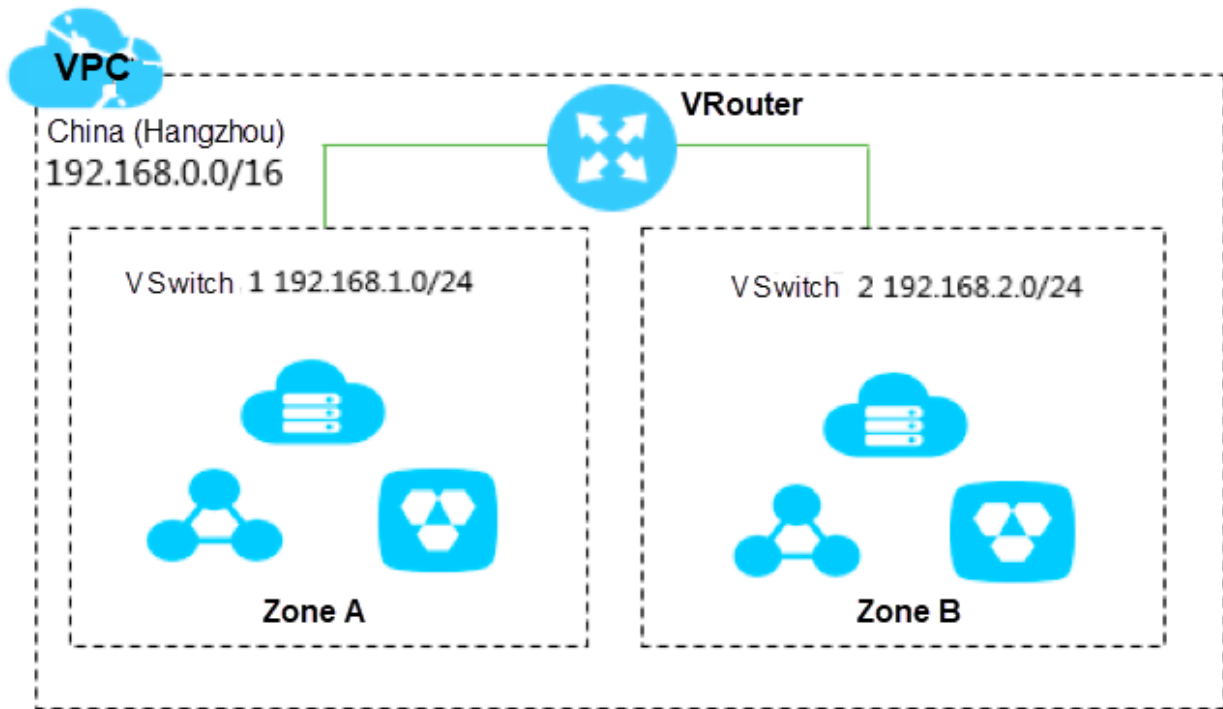 VPC
VRouter
China (Hangzhou)
192.168.0.0/16
VSwitch 1 192.168.1.0/24
VSwitch 2 192.168.2.0/24
Zone A
Zone B